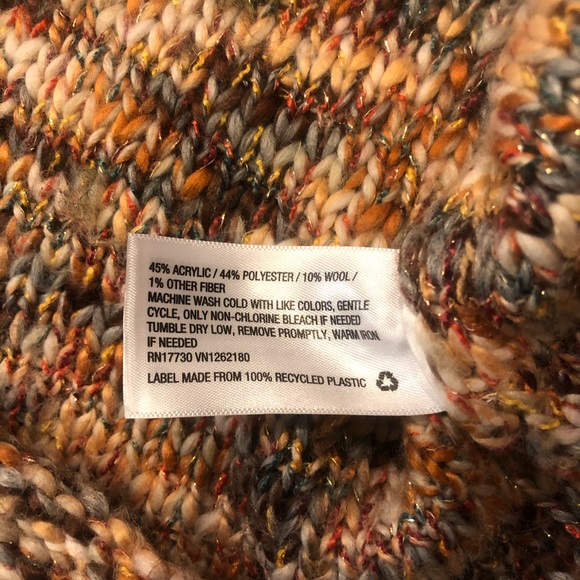 45% ACRYLIC / 44% POLYESTER / 10% WOOL /
1% OTHER FIBER
MACHINE WASH COLD WITH LIKE COLORS, GENTLE
CYCLE, ONLY NON-CHLORINE BLEACH IF NEEDED
TUMBLE DRY LOW, REMOVE PROMPTLY, WARM IRON
IF NEEDED
RN17730 VN1262180
LABEL MADE FROM 100% RECYCLED PLASTIC